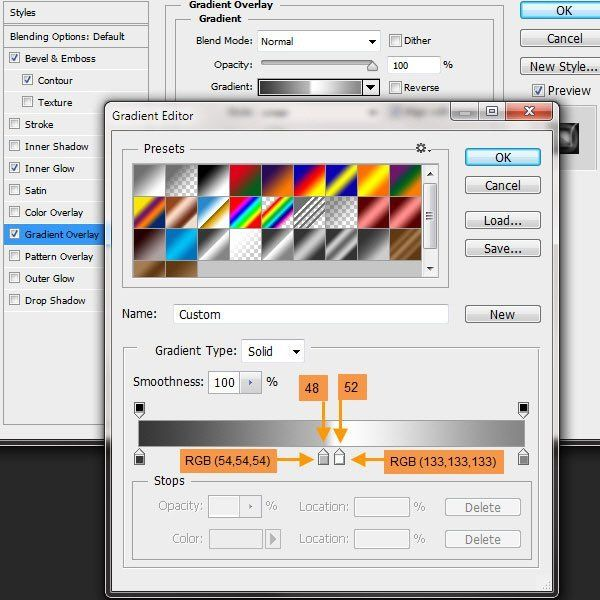 Styles
Blending Options: Default
Bevel & Emboss
Contour
Texture
Stroke
Inner Shadow
Inner Glow
Satin
Color Overlay
Gradient Overlay
Pattern Overlay
Outer Glow
Drop Shadow
Gradient Overlay
Gradient
Blend Mode: Normal
Dither
Opacity: 100 %
Gradient:
Reverse
OK
Cancel
New Style...
Preview
Gradient Editor
Presets
OK
Cancel
Load...
Save...
Name: Custom
New
Gradient Type: Solid
Smoothness: 100 %
48
52
RGB (54,54,54)
RGB (133,133,133)
Stops
Opacity: % Location: % Delete
Color: Location: % Delete